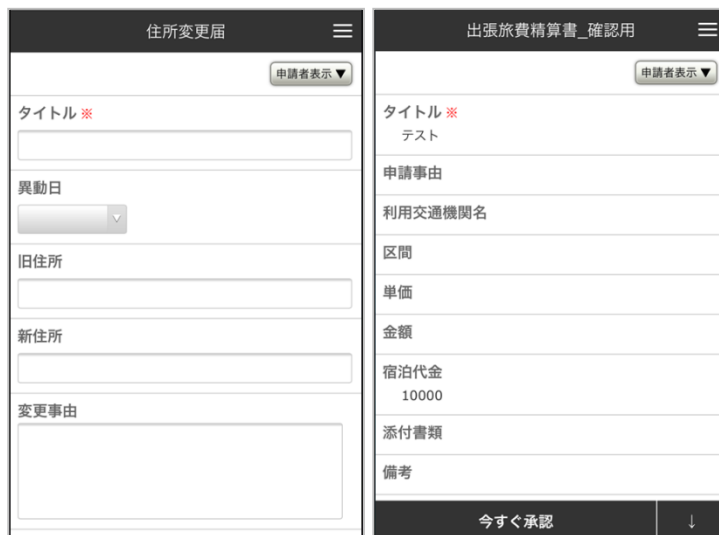 住所変更届
申請者表示▼
タイトル ※
異動日
旧住所
新住所
変更事由
出張旅費精算書_確認用
申請者表示▼
タイトル ※
テスト
申請事由
利用交通機関名
区間
単価
金額
宿泊代金
10000
添付書類
備考
今すぐ承認 ↓